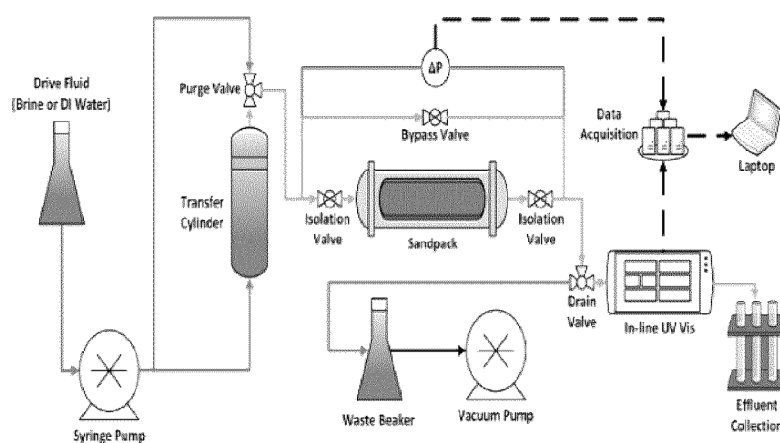 Drive Fluid
(Brine or DI Water)
Purge Valve
ΔP
Bypass Valve
Data
Acquisition
Laptop
Transfer
Cylinder
Isolation
Valve
Sandpack
Isolation
Valve
Drain
Valve
In-line UV Vis
Syringe Pump
Waste Beaker
Vacuum Pump
Effluent
Collection